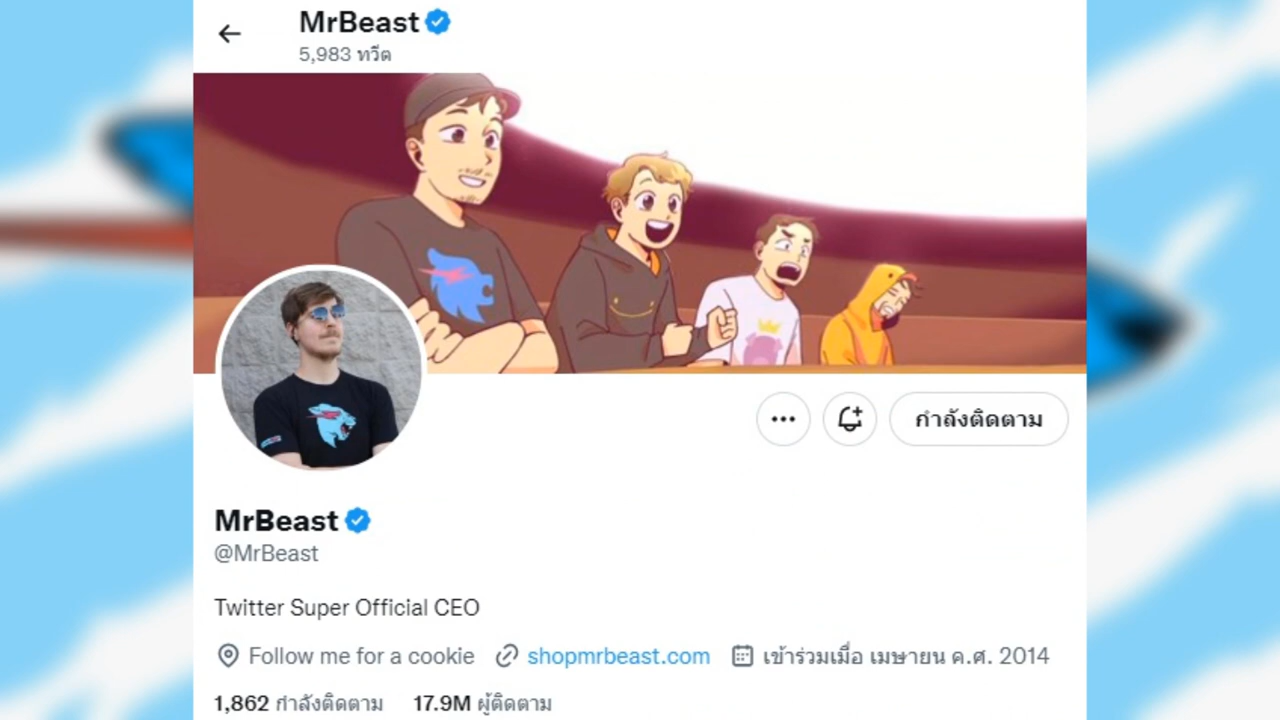 MrBeast
5,983 ทวีต
กำลังติดตาม
MrBeast
@MrBeast
Twitter Super Official CEO
Follow me for a cookie shopmrbeast.com เข้าร่วมเมื่อ เมษายน ค.ศ. 2014
1,862 กำลังติดตาม 17.9M ผู้ติดตาม